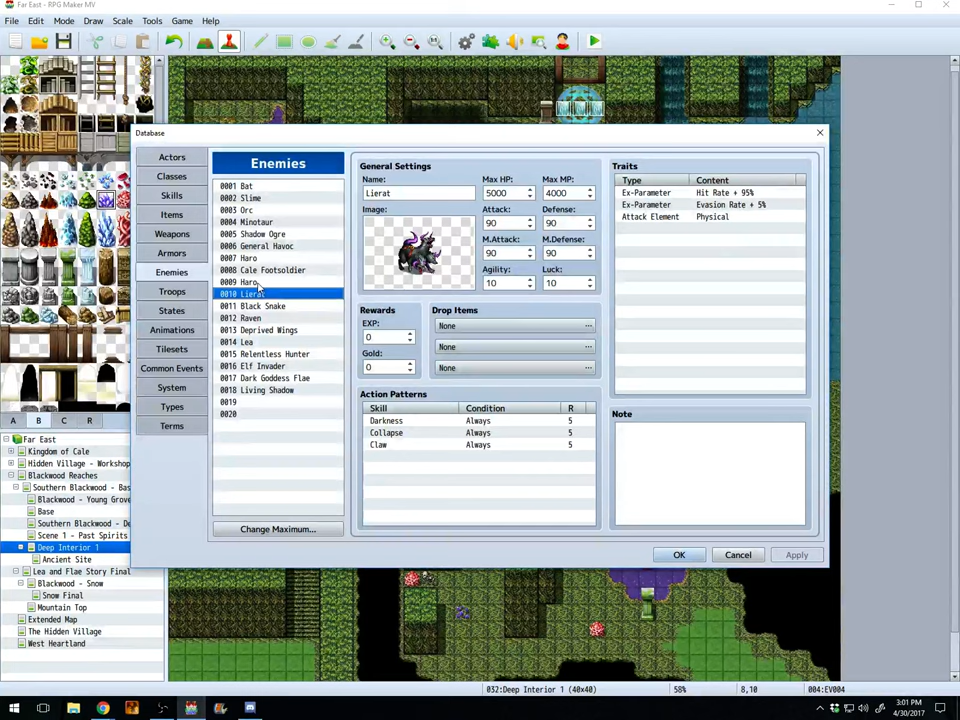 Far East - RPG Maker MV
File Edit Mode Draw Scale Tools Game Help
Database
Actors
Classes
Skills
Items
Weapons
Armors
Enemies
Troops
States
Animations
Tilesets
Common Events
System
Types
Terms
Enemies
0001 Bat
0002 Slime
0003 Orc
0004 Minotaur
0005 Shadow Ogre
0006 General Havoc
0007 Haro
0008 Cale Footsoldier
0009 Haro
0010 Lierat
0011 Black Snake
0012 Raven
0013 Deprived Wings
0014 Lea
0015 Relentless Hunter
0016 Elf Invader
0017 Dark Goddess Flae
0018 Living Shadow
0019
0020
Change Maximum...
General Settings
Name: Max HP: Max MP:
Lierat 5000 4000
Image: Attack: Defense:
90 90
M.Attack: M.Defense:
90 90
Agility: Luck:
10 10
Rewards
EXP:
0
Gold:
0
Drop Items
None ...
None ...
None ...
Action Patterns
Skill Condition R
Darkness Always 5
Collapse Always 5
Claw Always 5
Traits
Type Content
Ex-Parameter Hit Rate + 95%
Ex-Parameter Evasion Rate + 5%
Attack Element Physical
Note
OK Cancel Apply
A B C R
Far East
Kingdom of Cale
Hidden Village - Workshop
Blackwood Reaches
Southern Blackwood - Bas
Blackwood - Young Grove
Base
Southern Blackwood - De
Scene 1 - Past Spirits
Deep Interior 1
Ancient Site
Lea and Flae Story Final
Blackwood - Snow
Snow Final
Mountain Top
Extended Map
The Hidden Village
West Heartland
032:Deep Interior 1 (40x40) 58% 8,10 004:EV004
3:01 PM
4/30/2017